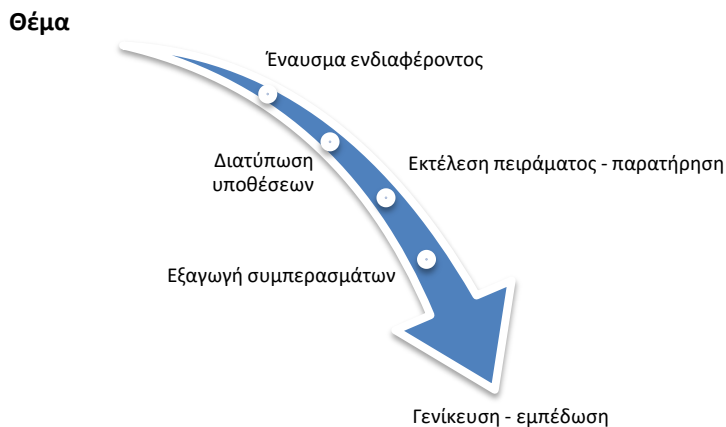 Θέμα
Έναυσμα ενδιαφέροντος
Διατύπωση
υποθέσεων
Εκτέλεση πειράματος - παρατήρηση
Εξαγωγή συμπερασμάτων
Γενίκευση - εμπέδωση